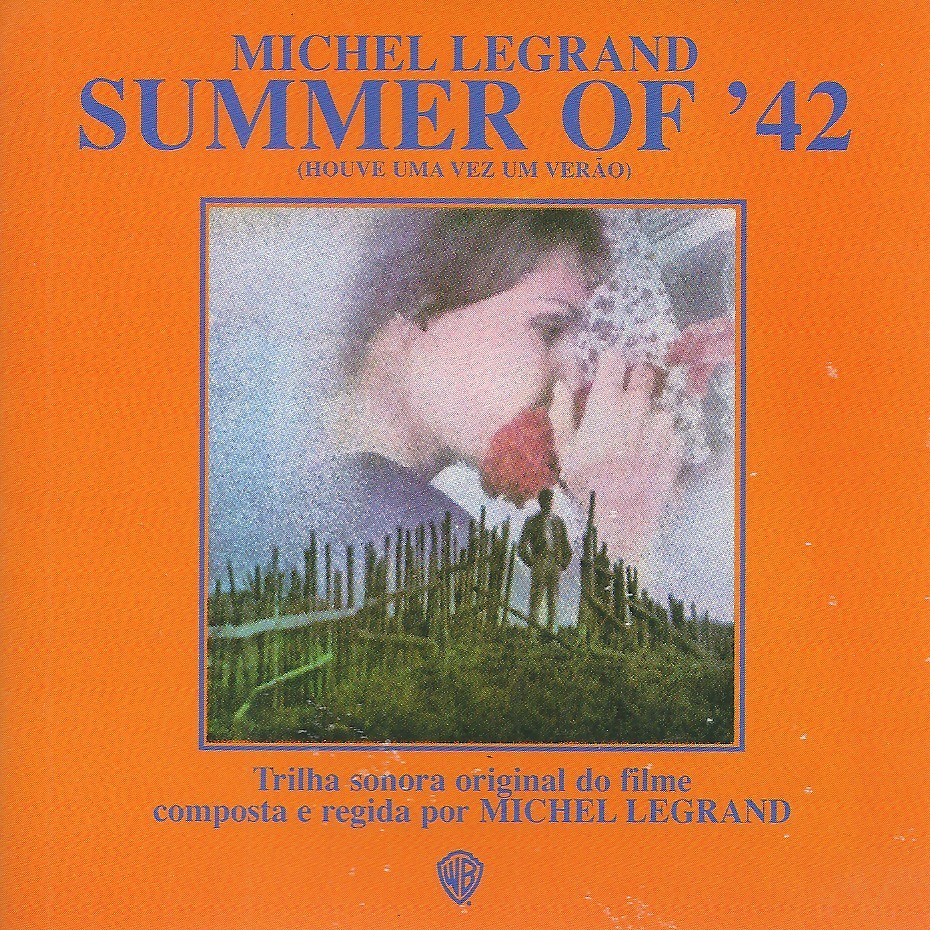 MICHEL LEGRAND
SUMMER OF ’42
(HOUVE UMA VEZ UM VERÃO)
Trilha sonora original do filme
composta e regida por MICHEL LEGRAND
WB